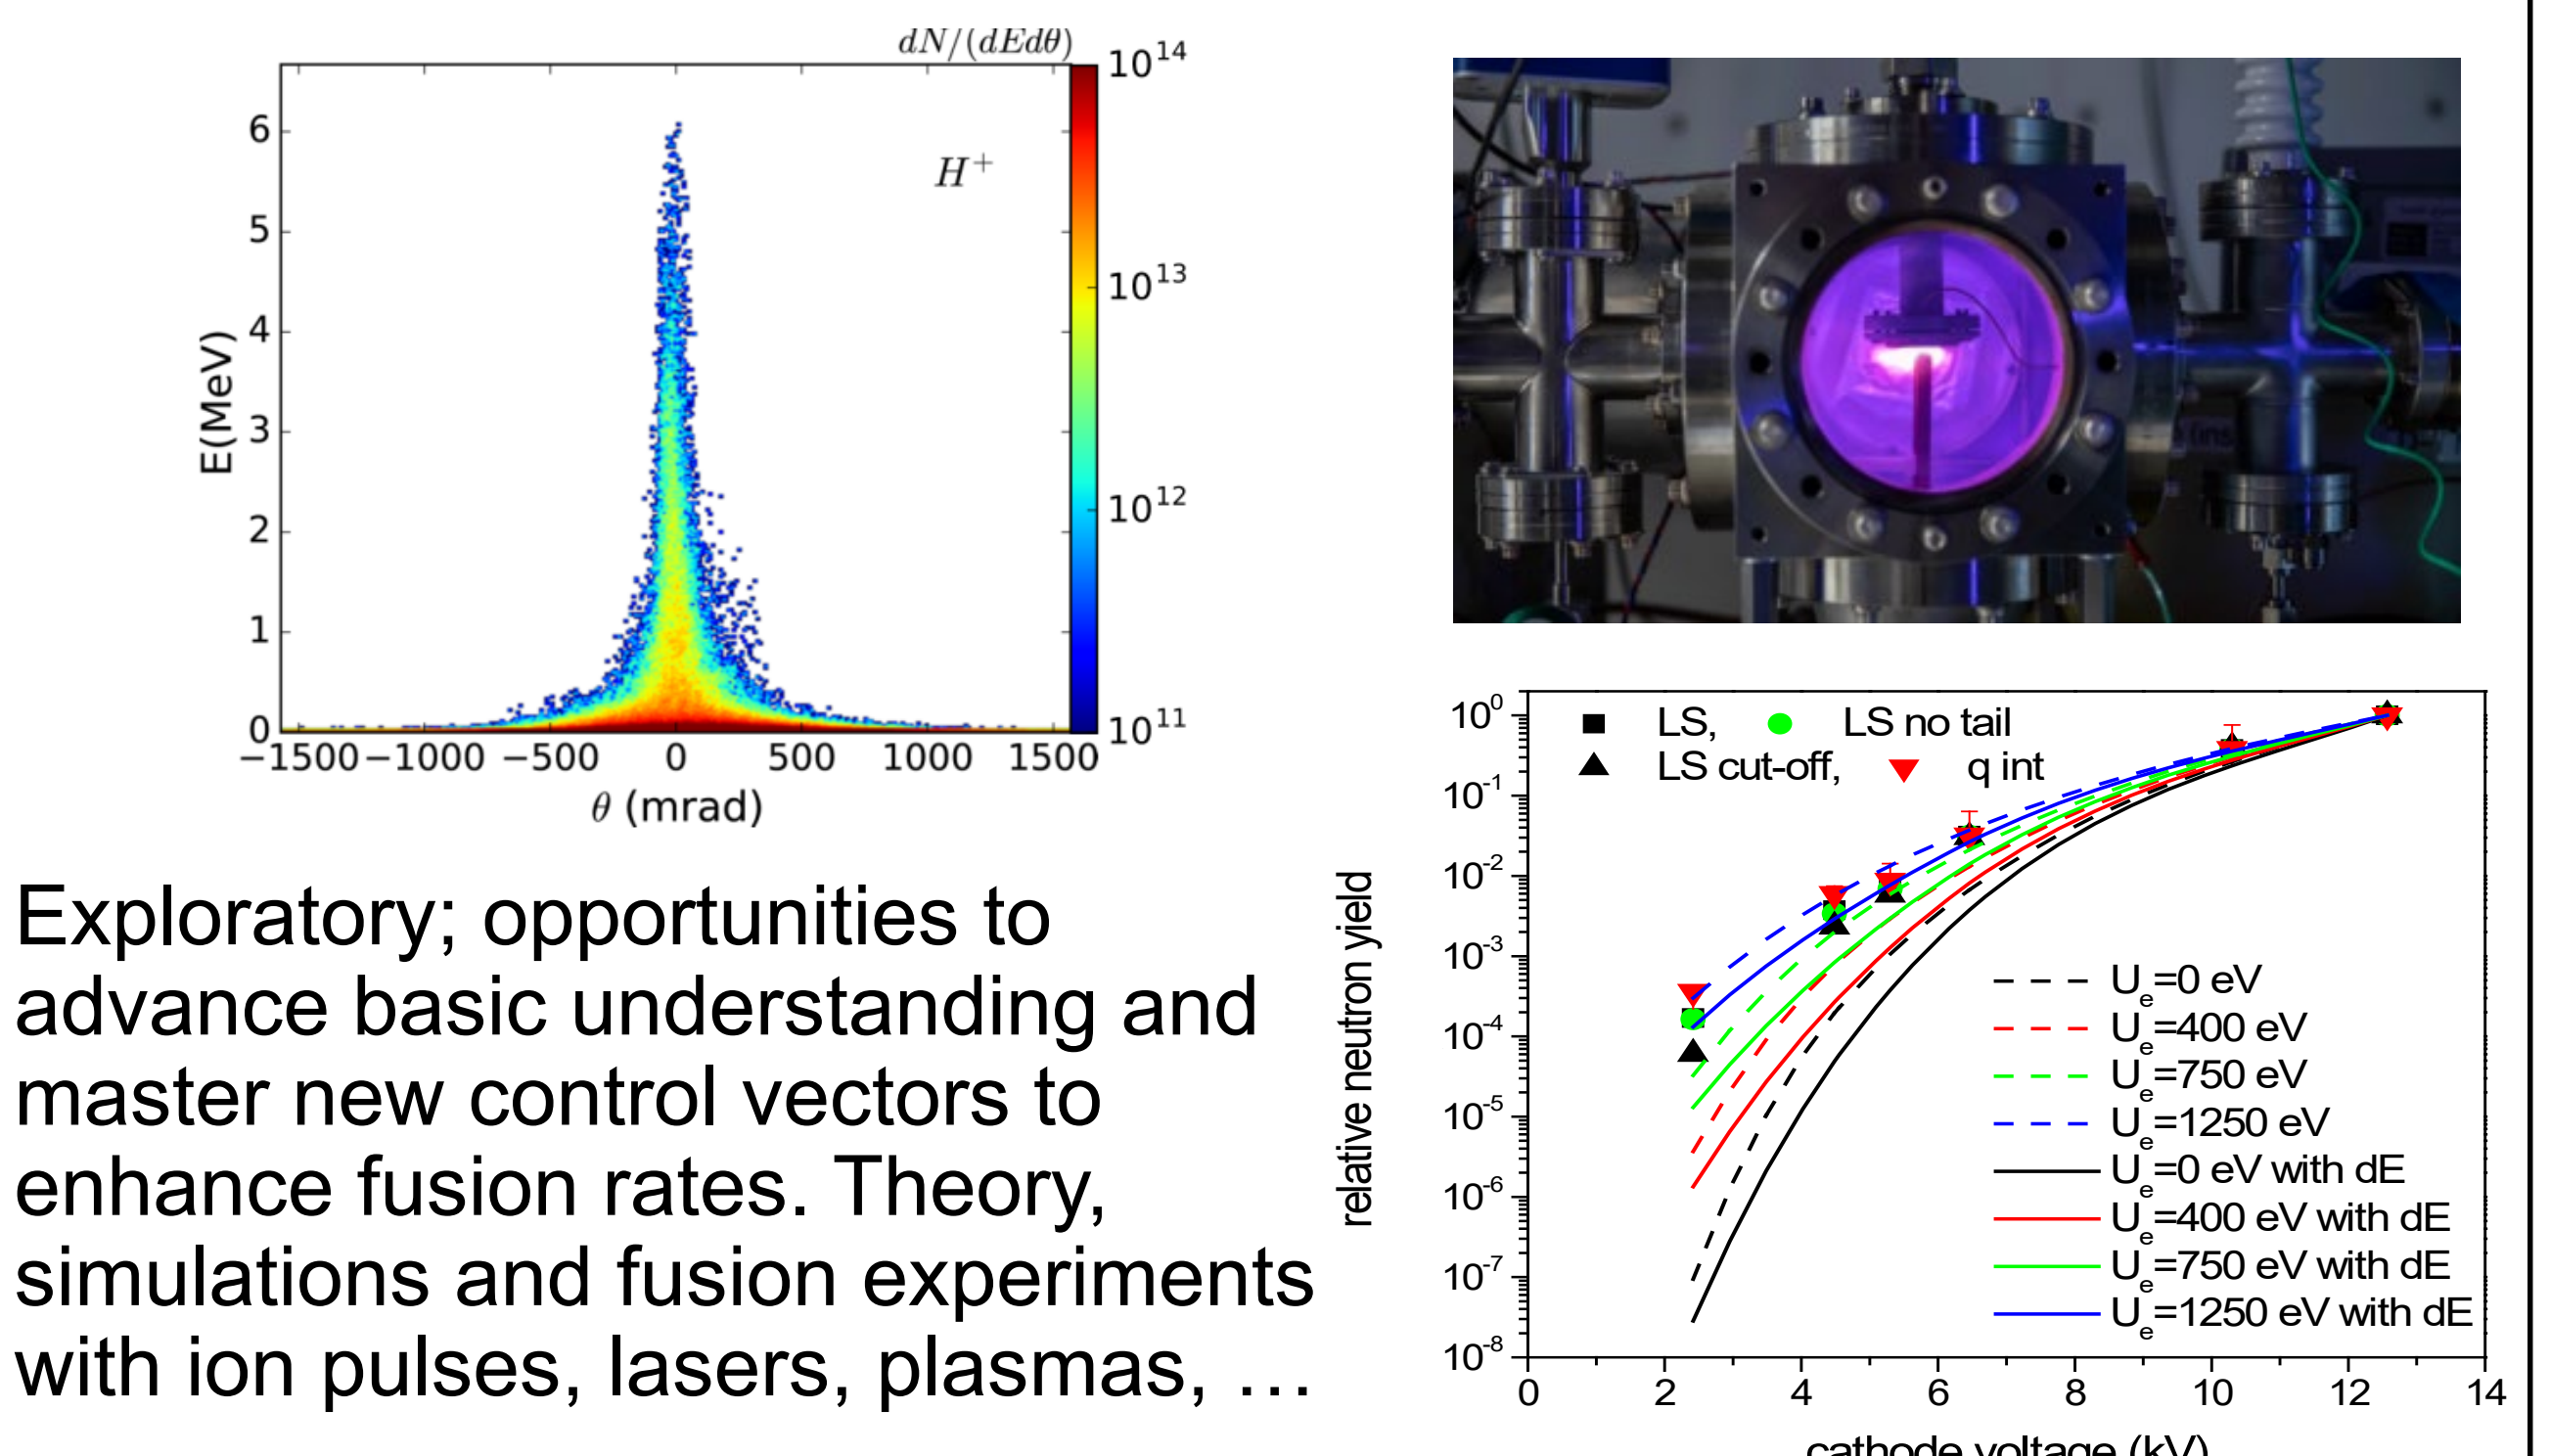 dN/(dEdθ)
10^14
10^13
10^12
10^11
H^+
E(MeV)
6
5
4
3
2
1
0
−1500 −1000 −500 0 500 1000 1500
θ (mrad)
Exploratory; opportunities to
advance basic understanding and
master new control vectors to
enhance fusion rates. Theory,
simulations and fusion experiments
with ion pulses, lasers, plasmas, …
relative neutron yield
10^0
10^-1
10^-2
10^-3
10^-4
10^-5
10^-6
10^-7
10^-8
LS, LS no tail
LS cut-off, q int
U_e=0 eV
U_e=400 eV
U_e=750 eV
U_e=1250 eV
U_e=0 eV with dE
U_e=400 eV with dE
U_e=750 eV with dE
U_e=1250 eV with dE
0 2 4 6 8 10 12 14
cathode voltage (kV)